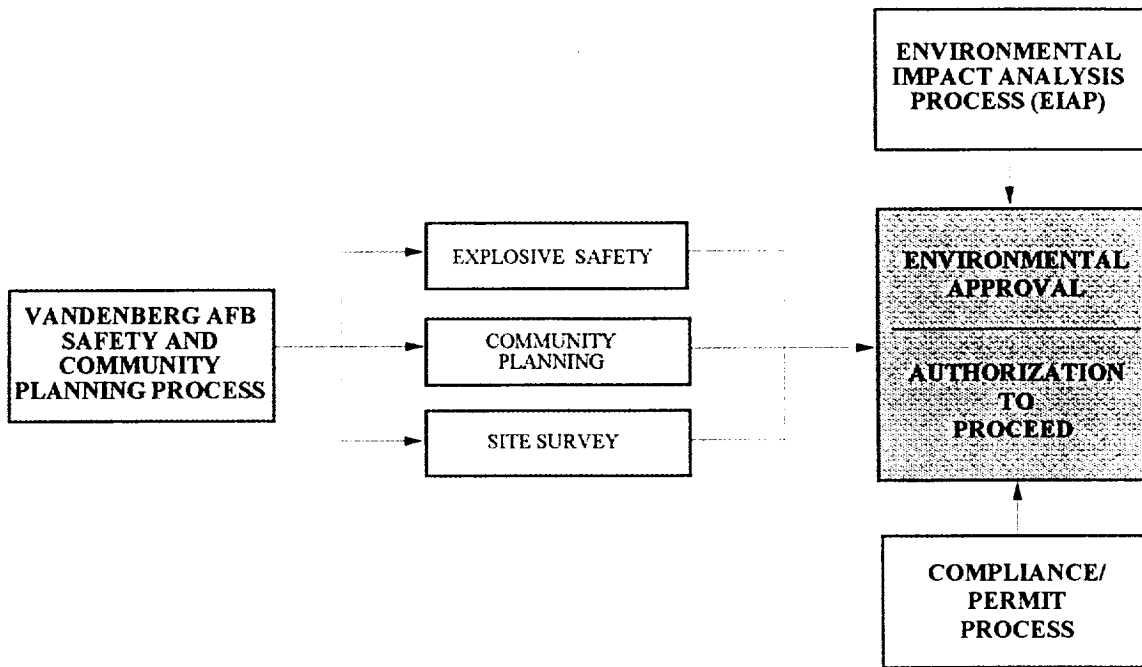 ENVIRONMENTAL
IMPACT ANALYSIS
PROCESS (EIAP)
VANDENBERG AFB
SAFETY AND
COMMUNITY
PLANNING PROCESS
EXPLOSIVE SAFETY
COMMUNITY
PLANNING
SITE SURVEY
ENVIRONMENTAL
APPROVAL
AUTHORIZATION
TO
PROCEED
COMPLIANCE/
PERMIT
PROCESS